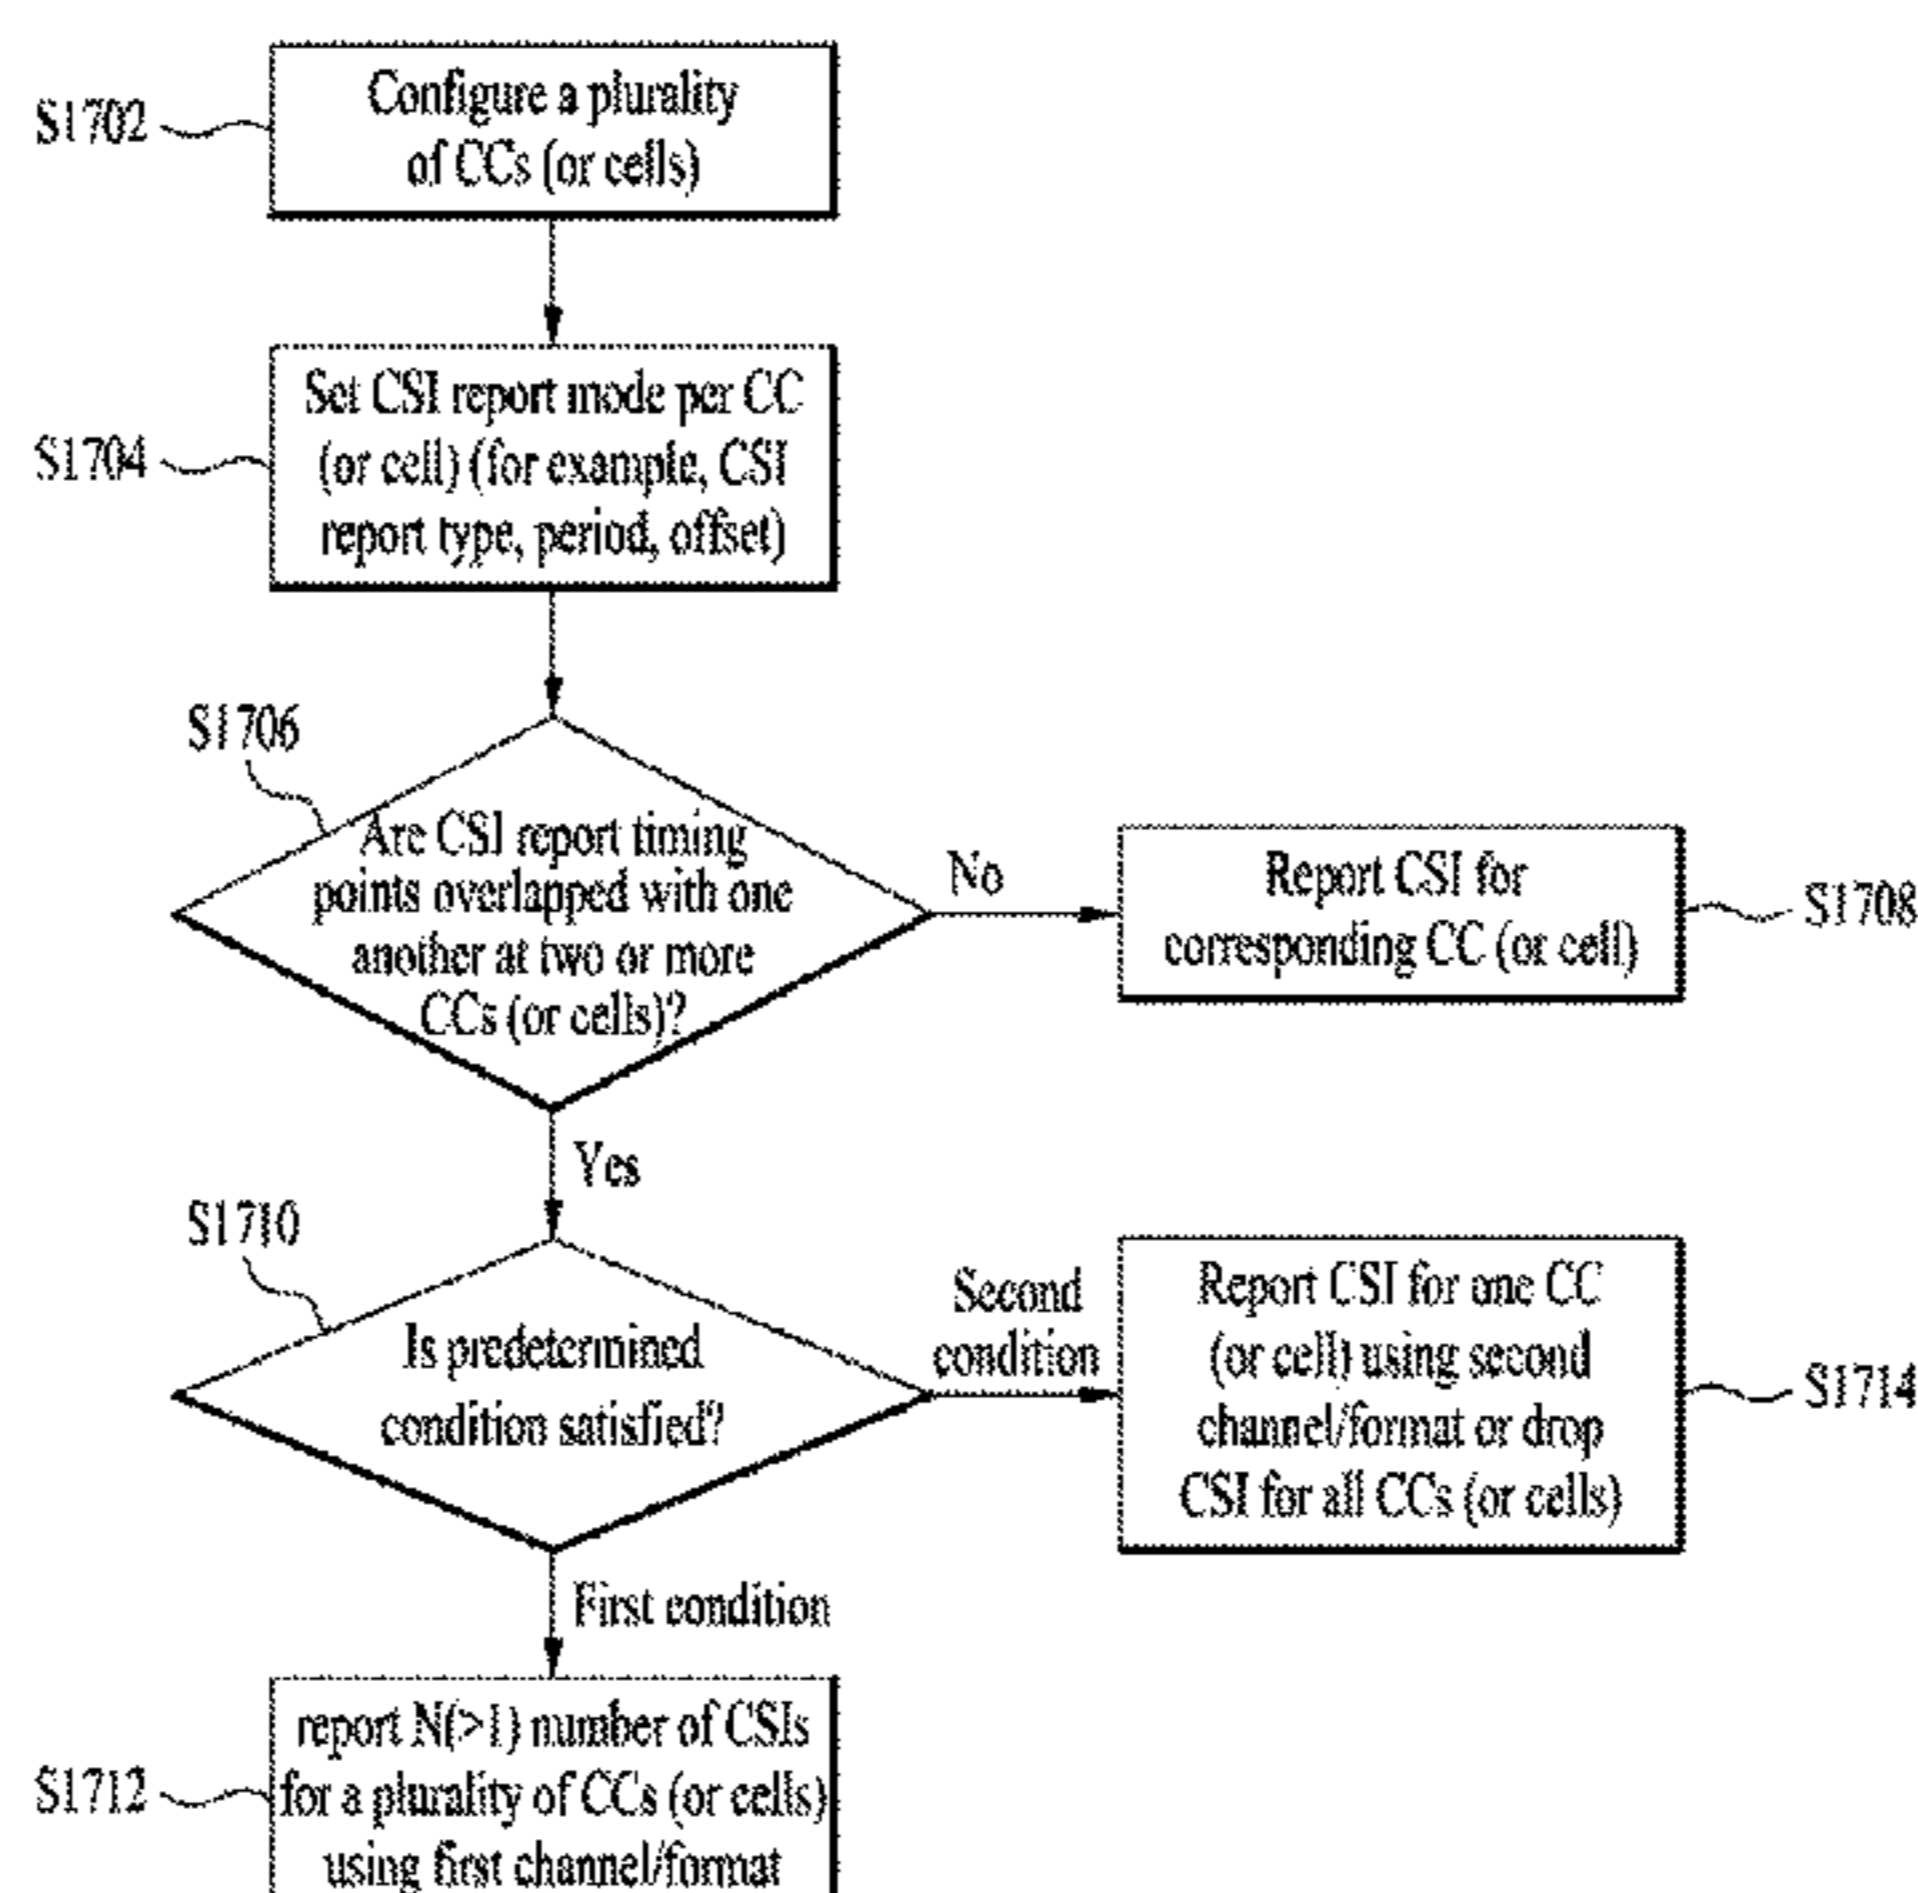 S1702
Configure a plurality
of CCs (or cells)
S1704
Set CSI report mode per CC
(or cell) (for example, CSI
report type, period, offset)
S1706
Are CSI report timing
points overlapped with one
another at two or more
CCs (or cells)?
No
Report CSI for
corresponding CC (or cell)
S1708
Yes
S1710
Is predetermined
condition satisfied?
Second
condition
Report CSI for one CC
(or cell) using second
channel/format or drop
CSI for all CCs (or cells)
S1714
First condition
S1712
report N(>1) number of CSIs
for a plurality of CCs (or cells)
using first channel/format